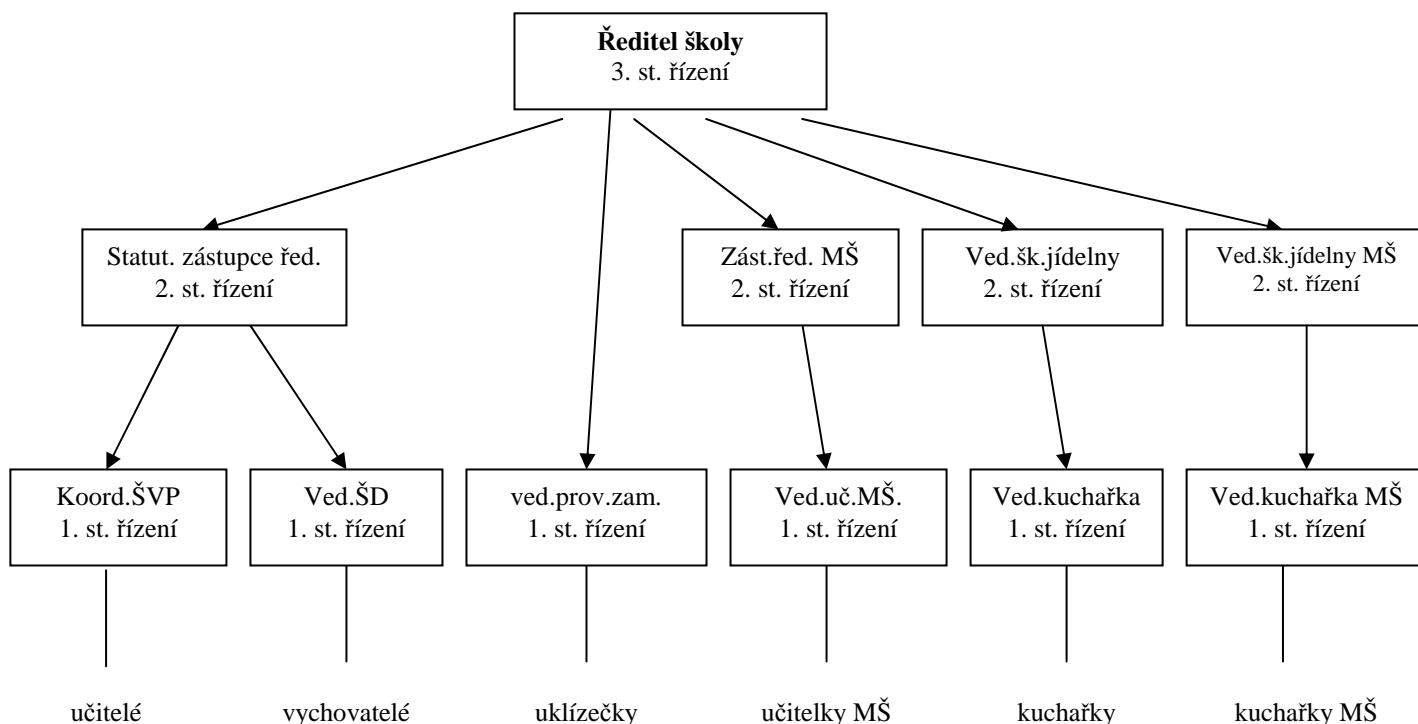 Ředitel školy
3. st. řízení
Statut. zástupce řed.
2. st. řízení
Zást.řed. MŠ
2. st. řízení
Ved.šk.jídelny
2. st. řízení
Ved.šk.jídelny MŠ
2. st. řízení
Koord.ŠVP
1. st. řízení
Ved.ŠD
1. st. řízení
ved.prov.zam.
1. st. řízení
Ved.uč.MŠ.
1. st. řízení
Ved.kuchařka
1. st. řízení
Ved.kuchařka MŠ
1. st. řízení
učitelé
vychovatelé
uklízečky
učitelky MŠ
kuchařky
kuchařky MŠ